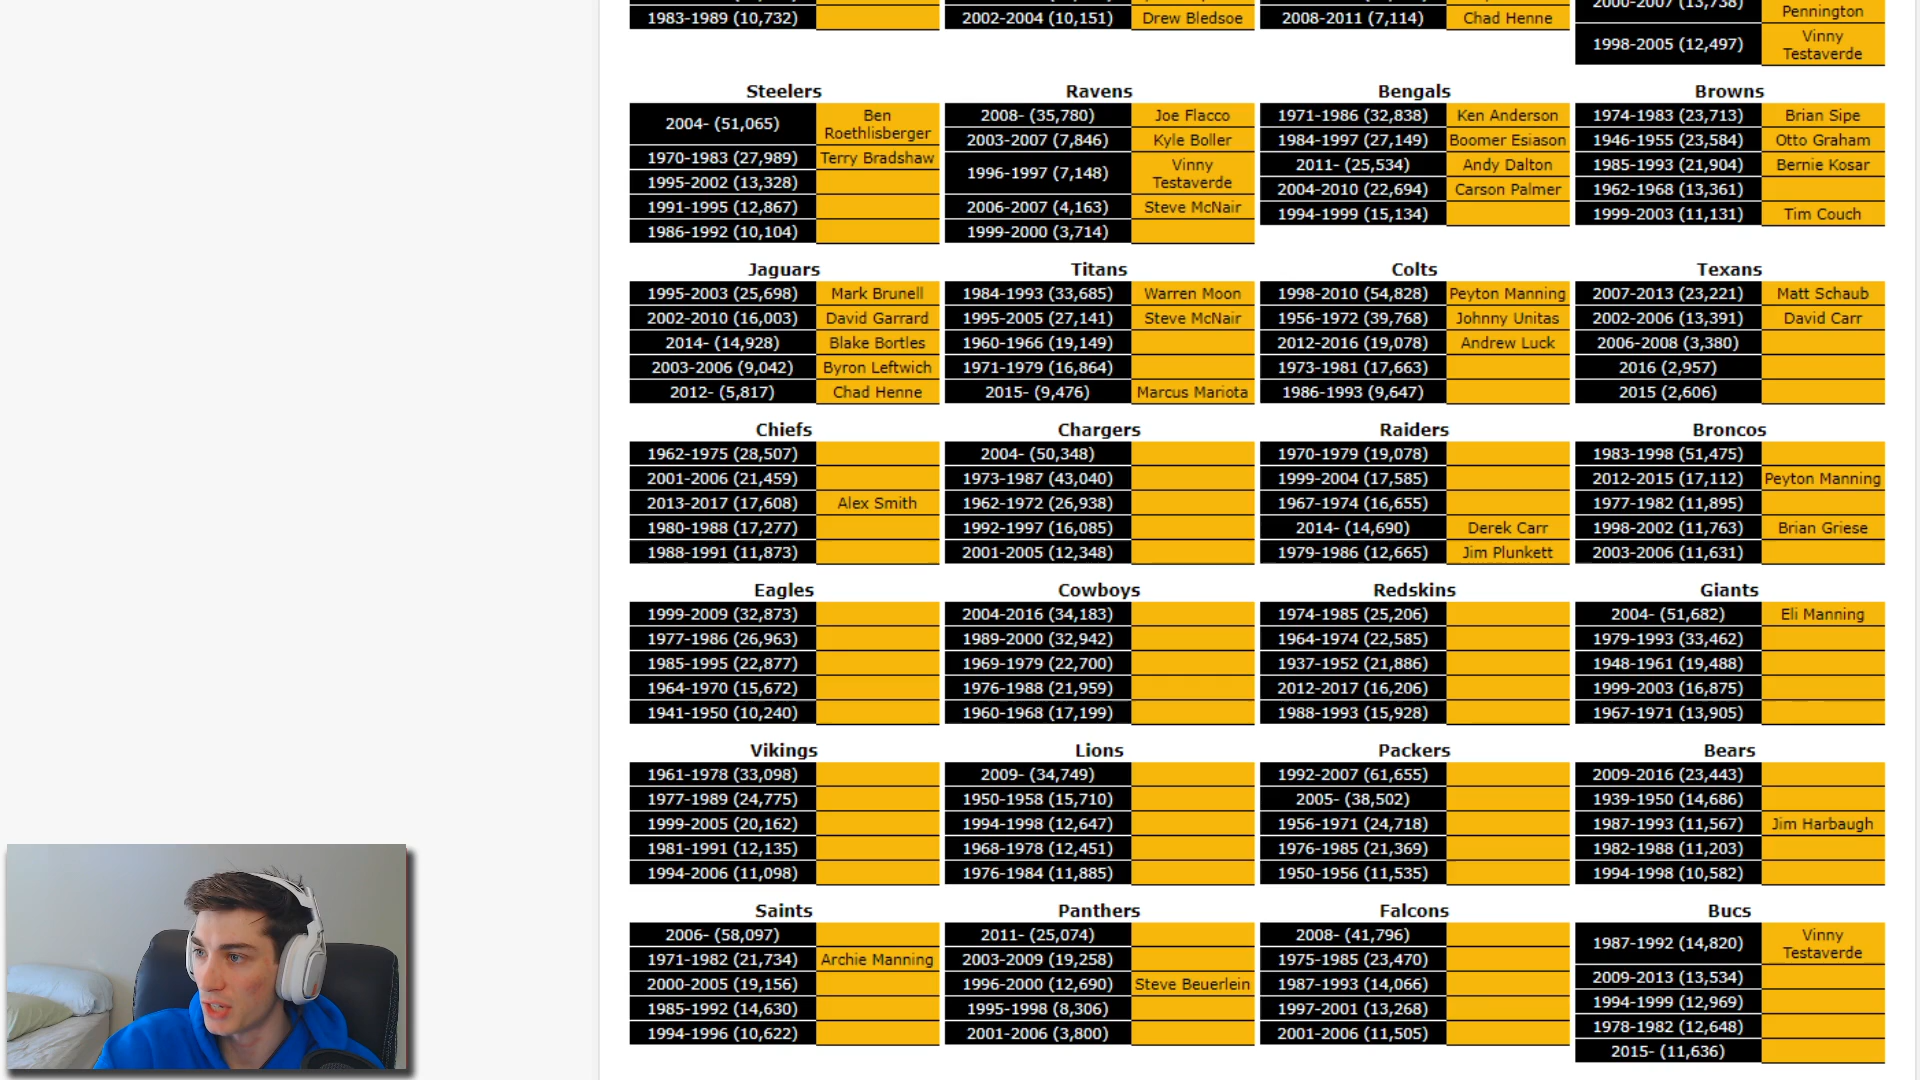 1983-1989 (10,732)
2002-2004 (10,151) Drew Bledsoe
2008-2011 (7,114) Chad Henne
2000-2007 (13,738) Pennington
1998-2005 (12,497) Vinny Testaverde
Steelers
2004- (51,065) Ben Roethlisberger
1970-1983 (27,989) Terry Bradshaw
1995-2002 (13,328)
1991-1995 (12,867)
1986-1992 (10,104)
Ravens
2008- (35,780) Joe Flacco
2003-2007 (7,846) Kyle Boller
1996-1997 (7,148) Vinny Testaverde
2006-2007 (4,163) Steve McNair
1999-2000 (3,714)
Bengals
1971-1986 (32,838) Ken Anderson
1984-1997 (27,149) Boomer Esiason
2011- (25,534) Andy Dalton
2004-2010 (22,694) Carson Palmer
1994-1999 (15,134)
Browns
1974-1983 (23,713) Brian Sipe
1946-1955 (23,584) Otto Graham
1985-1993 (21,904) Bernie Kosar
1962-1968 (13,361)
1999-2003 (11,131) Tim Couch
Jaguars
1995-2003 (25,698) Mark Brunell
2002-2010 (16,003) David Garrard
2014- (14,928) Blake Bortles
2003-2006 (9,042) Byron Leftwich
2012- (5,817) Chad Henne
Titans
1984-1993 (33,685) Warren Moon
1995-2005 (27,141) Steve McNair
1960-1966 (19,149)
1971-1979 (16,864)
2015- (9,476) Marcus Mariota
Colts
1998-2010 (54,828) Peyton Manning
1956-1972 (39,768) Johnny Unitas
2012-2016 (19,078) Andrew Luck
1973-1981 (17,663)
1986-1993 (9,647)
Texans
2007-2013 (23,221) Matt Schaub
2002-2006 (13,391) David Carr
2006-2008 (3,380)
2016 (2,957)
2015 (2,606)
Chiefs
1962-1975 (28,507)
2001-2006 (21,459)
2013-2017 (17,608) Alex Smith
1980-1988 (17,277)
1988-1991 (11,873)
Chargers
2004- (50,348)
1973-1987 (43,040)
1962-1972 (26,938)
1992-1997 (16,085)
2001-2005 (12,348)
Raiders
1970-1979 (19,078)
1999-2004 (17,585)
1967-1974 (16,655)
2014- (14,690) Derek Carr
1979-1986 (12,665) Jim Plunkett
Broncos
1983-1998 (51,475)
2012-2015 (17,112) Peyton Manning
1977-1982 (11,895)
1998-2002 (11,763) Brian Griese
2003-2006 (11,631)
Eagles
1999-2009 (32,873)
1977-1986 (26,963)
1985-1995 (22,877)
1964-1970 (15,672)
1941-1950 (10,240)
Cowboys
2004-2016 (34,183)
1989-2000 (32,942)
1969-1979 (22,700)
1976-1988 (21,959)
1960-1968 (17,199)
Redskins
1974-1985 (25,206)
1964-1974 (22,585)
1937-1952 (21,886)
2012-2017 (16,206)
1988-1993 (15,928)
Giants
2004- (51,682) Eli Manning
1979-1993 (33,462)
1948-1961 (19,488)
1999-2003 (16,875)
1967-1971 (13,905)
Vikings
1961-1978 (33,098)
1977-1989 (24,775)
1999-2005 (20,162)
1981-1991 (12,135)
1994-2006 (11,098)
Lions
2009- (34,749)
1950-1958 (15,710)
1994-1998 (12,647)
1968-1978 (12,451)
1976-1984 (11,885)
Packers
1992-2007 (61,655)
2005- (38,502)
1956-1971 (24,718)
1976-1985 (21,369)
1950-1956 (11,535)
Bears
2009-2016 (23,443)
1939-1950 (14,686)
1987-1993 (11,567) Jim Harbaugh
1982-1988 (11,203)
1994-1998 (10,582)
Saints
2006- (58,097)
1971-1982 (21,734) Archie Manning
2000-2005 (19,156)
1985-1992 (14,630)
1994-1996 (10,622)
Panthers
2011- (25,074)
2003-2009 (19,258)
1996-2000 (12,690) Steve Beuerlein
1995-1998 (8,306)
2001-2006 (3,800)
Falcons
2008- (41,796)
1975-1985 (23,470)
1987-1993 (14,066)
1997-2001 (13,268)
2001-2006 (11,505)
Bucs
1987-1992 (14,820) Vinny Testaverde
2009-2013 (13,534)
1994-1999 (12,969)
1978-1982 (12,648)
2015- (11,636)